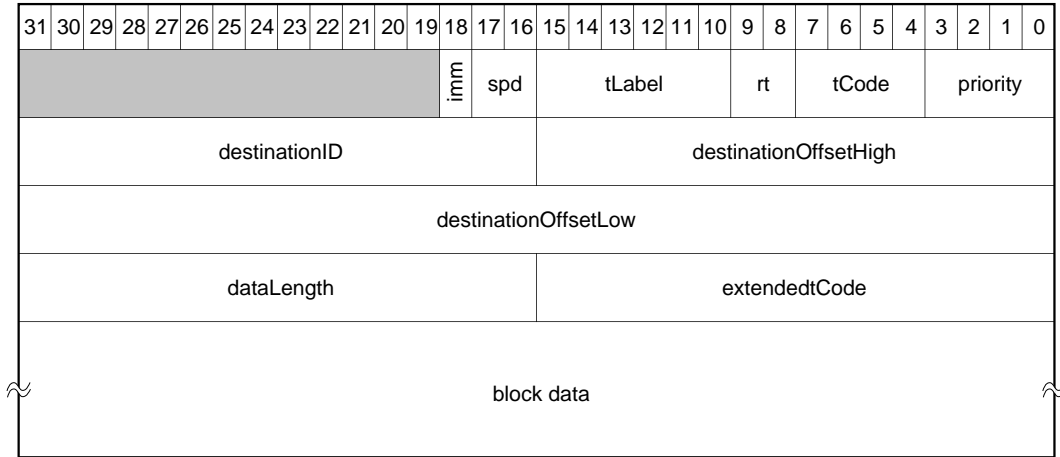 31 30 29 28 27 26 25 24 23 22 21 20 19 18 17 16 15 14 13 12 11 10 9 8 7 6 5 4 3 2 1 0
imm spd tLabel rt tCode priority
destinationID destinationOffsetHigh
destinationOffsetLow
dataLength extendedtCode
block data